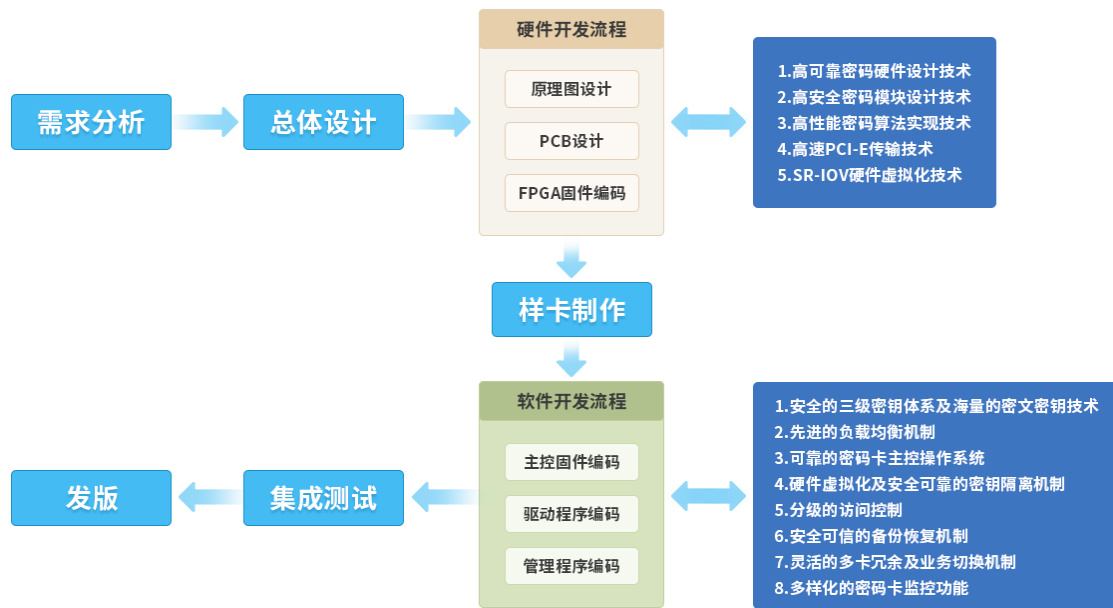 需求分析
总体设计
硬件开发流程
原理图设计
PCB设计
FPGA固件编码
1.高可靠密码硬件设计技术
2.高安全密码模块设计技术
3.高性能密码算法实现技术
4.高速PCI-E传输技术
5.SR-IOV硬件虚拟化技术
样卡制作
软件开发流程
主控固件编码
驱动程序编码
管理程序编码
1.安全的三级密钥体系及海量的密文密钥技术
2.先进的负载均衡机制
3.可靠的密码卡主控操作系统
4.硬件虚拟化及安全可靠的密钥隔离机制
5.分级的访问控制
6.安全可信的备份恢复机制
7.灵活的多卡冗余及业务切换机制
8.多样化的密码卡监控功能
集成测试
发版